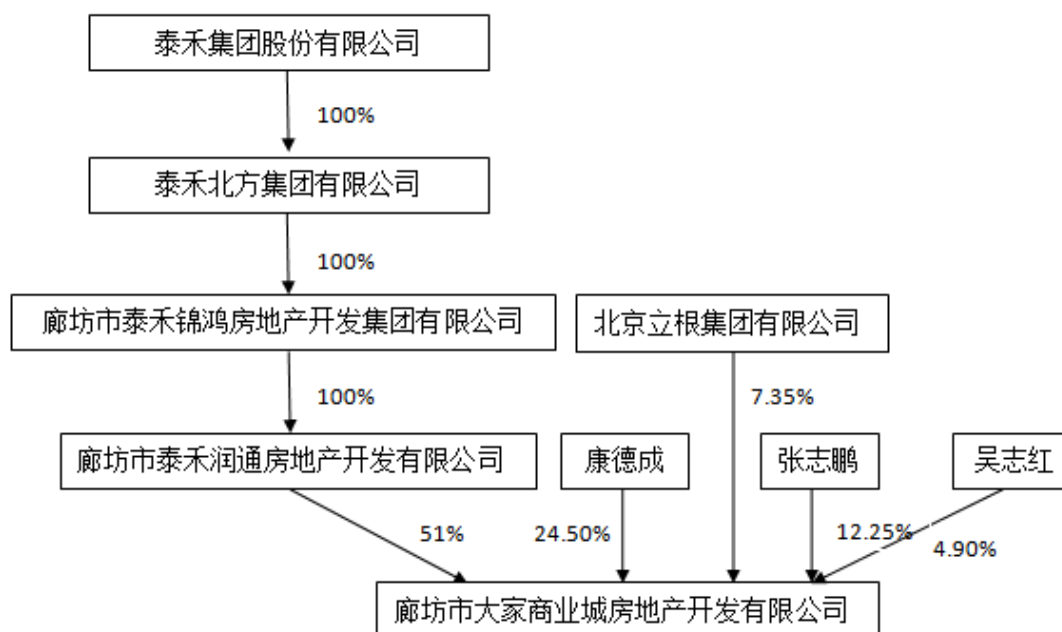 泰禾集团股份有限公司
100%
泰禾北方集团有限公司
100%
廊坊市泰禾锦鸿房地产开发集团有限公司
北京立根集团有限公司
100%
7.35%
廊坊市泰禾润通房地产开发有限公司
康德成
张志鹏
吴志红
51%
24.50%
12.25%
4.90%
廊坊市大家商业城房地产开发有限公司